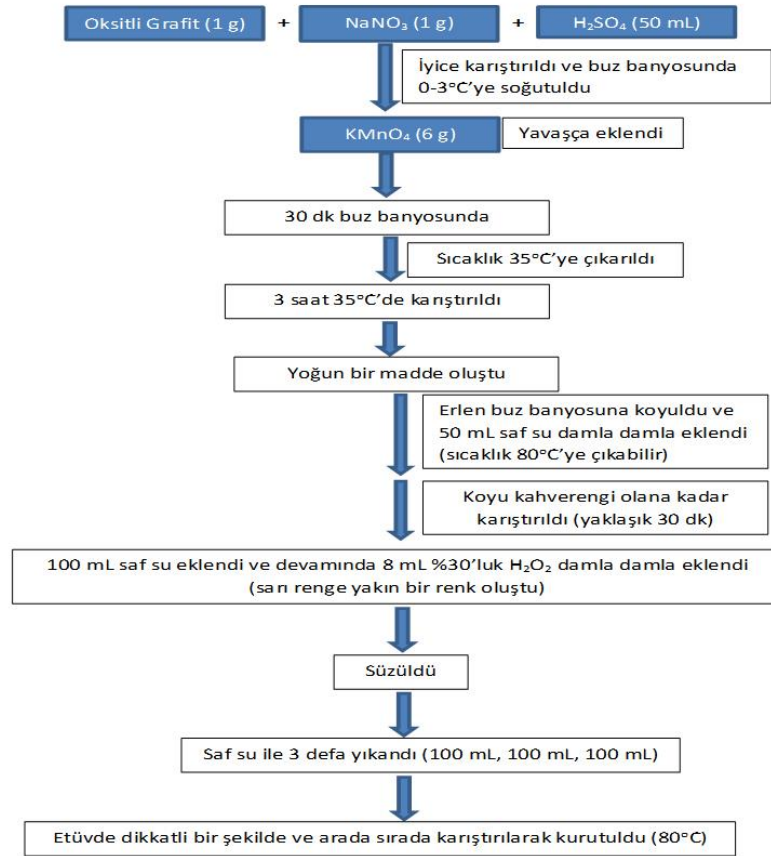 Oksitli Grafit (1 g) + NaNO₃ (1 g) + H₂SO₄ (50 mL)
İyice karıştırıldı ve buz banyosunda
0-3°C’ye soğutuldu
KMnO₄ (6 g)
Yavaşça eklendi
30 dk buz banyosunda
Sıcaklık 35°C’ye çıkarıldı
3 saat 35°C’de karıştırıldı
Yoğun bir madde oluştu
Erlen buz banyosuna koyuldu ve
50 mL saf su damla damla eklendi
(sıcaklık 80°C’ye çıkabilir)
Koyu kahverengi olana kadar
karıştırıldı (yaklaşık 30 dk)
100 mL saf su eklendi ve devamında 8 mL %30’luk H₂O₂ damla damla eklendi
(sarı renge yakın bir renk oluştu)
Süzüldü
Saf su ile 3 defa yıkandı (100 mL, 100 mL, 100 mL)
Etüvde dikkatli bir şekilde ve arada sırada karıştırılarak kurutuldu (80°C)